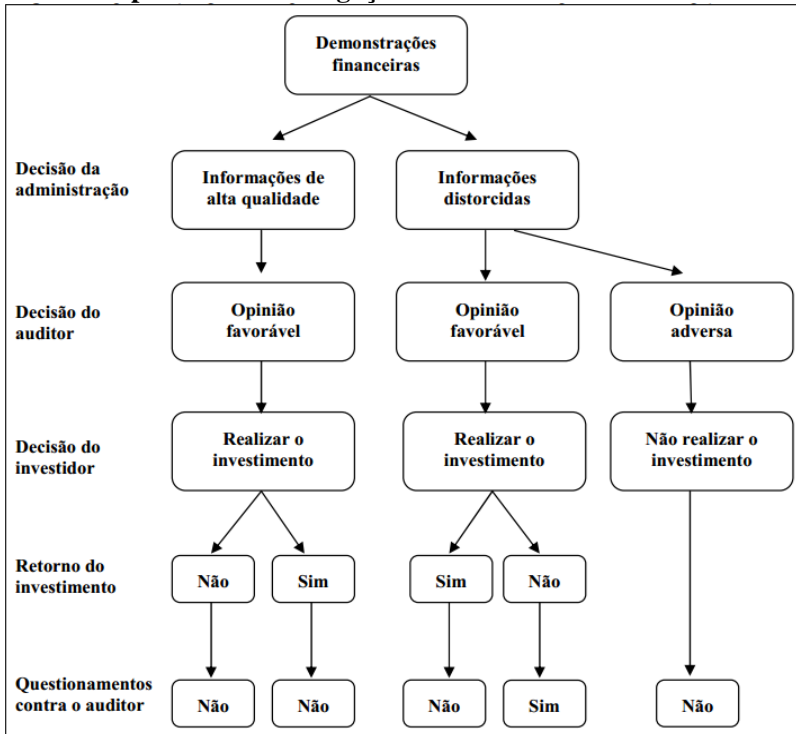 Demonstrações
financeiras
Decisão da
administração
Informações de
alta qualidade
Informações
distorcidas
Decisão do
auditor
Opinião
favorável
Opinião
favorável
Opinião
adversa
Decisão do
investidor
Realizar o
investimento
Realizar o
investimento
Não realizar o
investimento
Retorno do
investimento
Não
Sim
Sim
Não
Questionamentos
contra o auditor
Não
Não
Não
Sim
Não